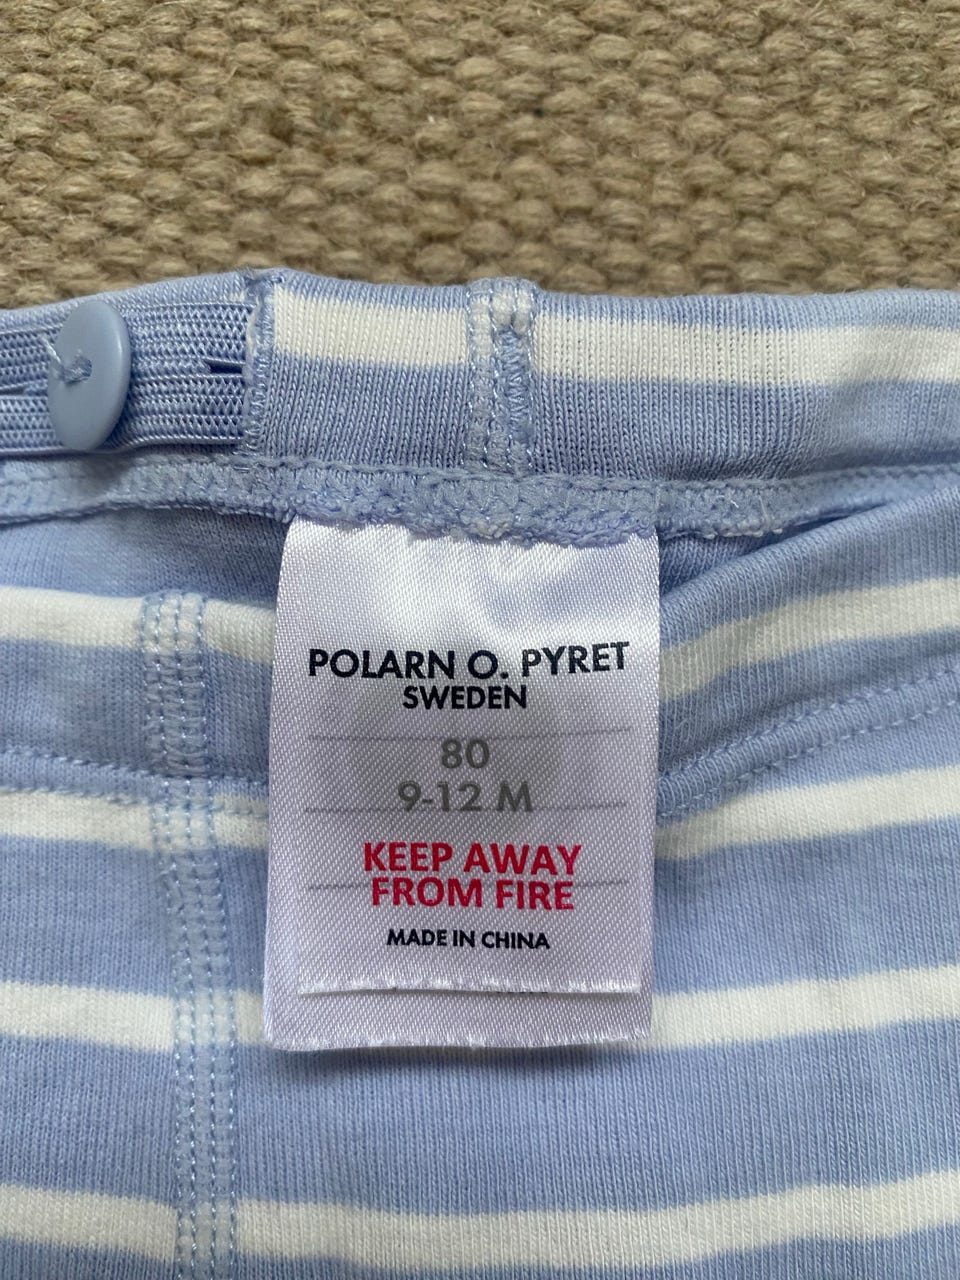 POLARN O. PYRET
SWEDEN
80
9-12 M
KEEP AWAY
FROM FIRE
MADE IN CHINA